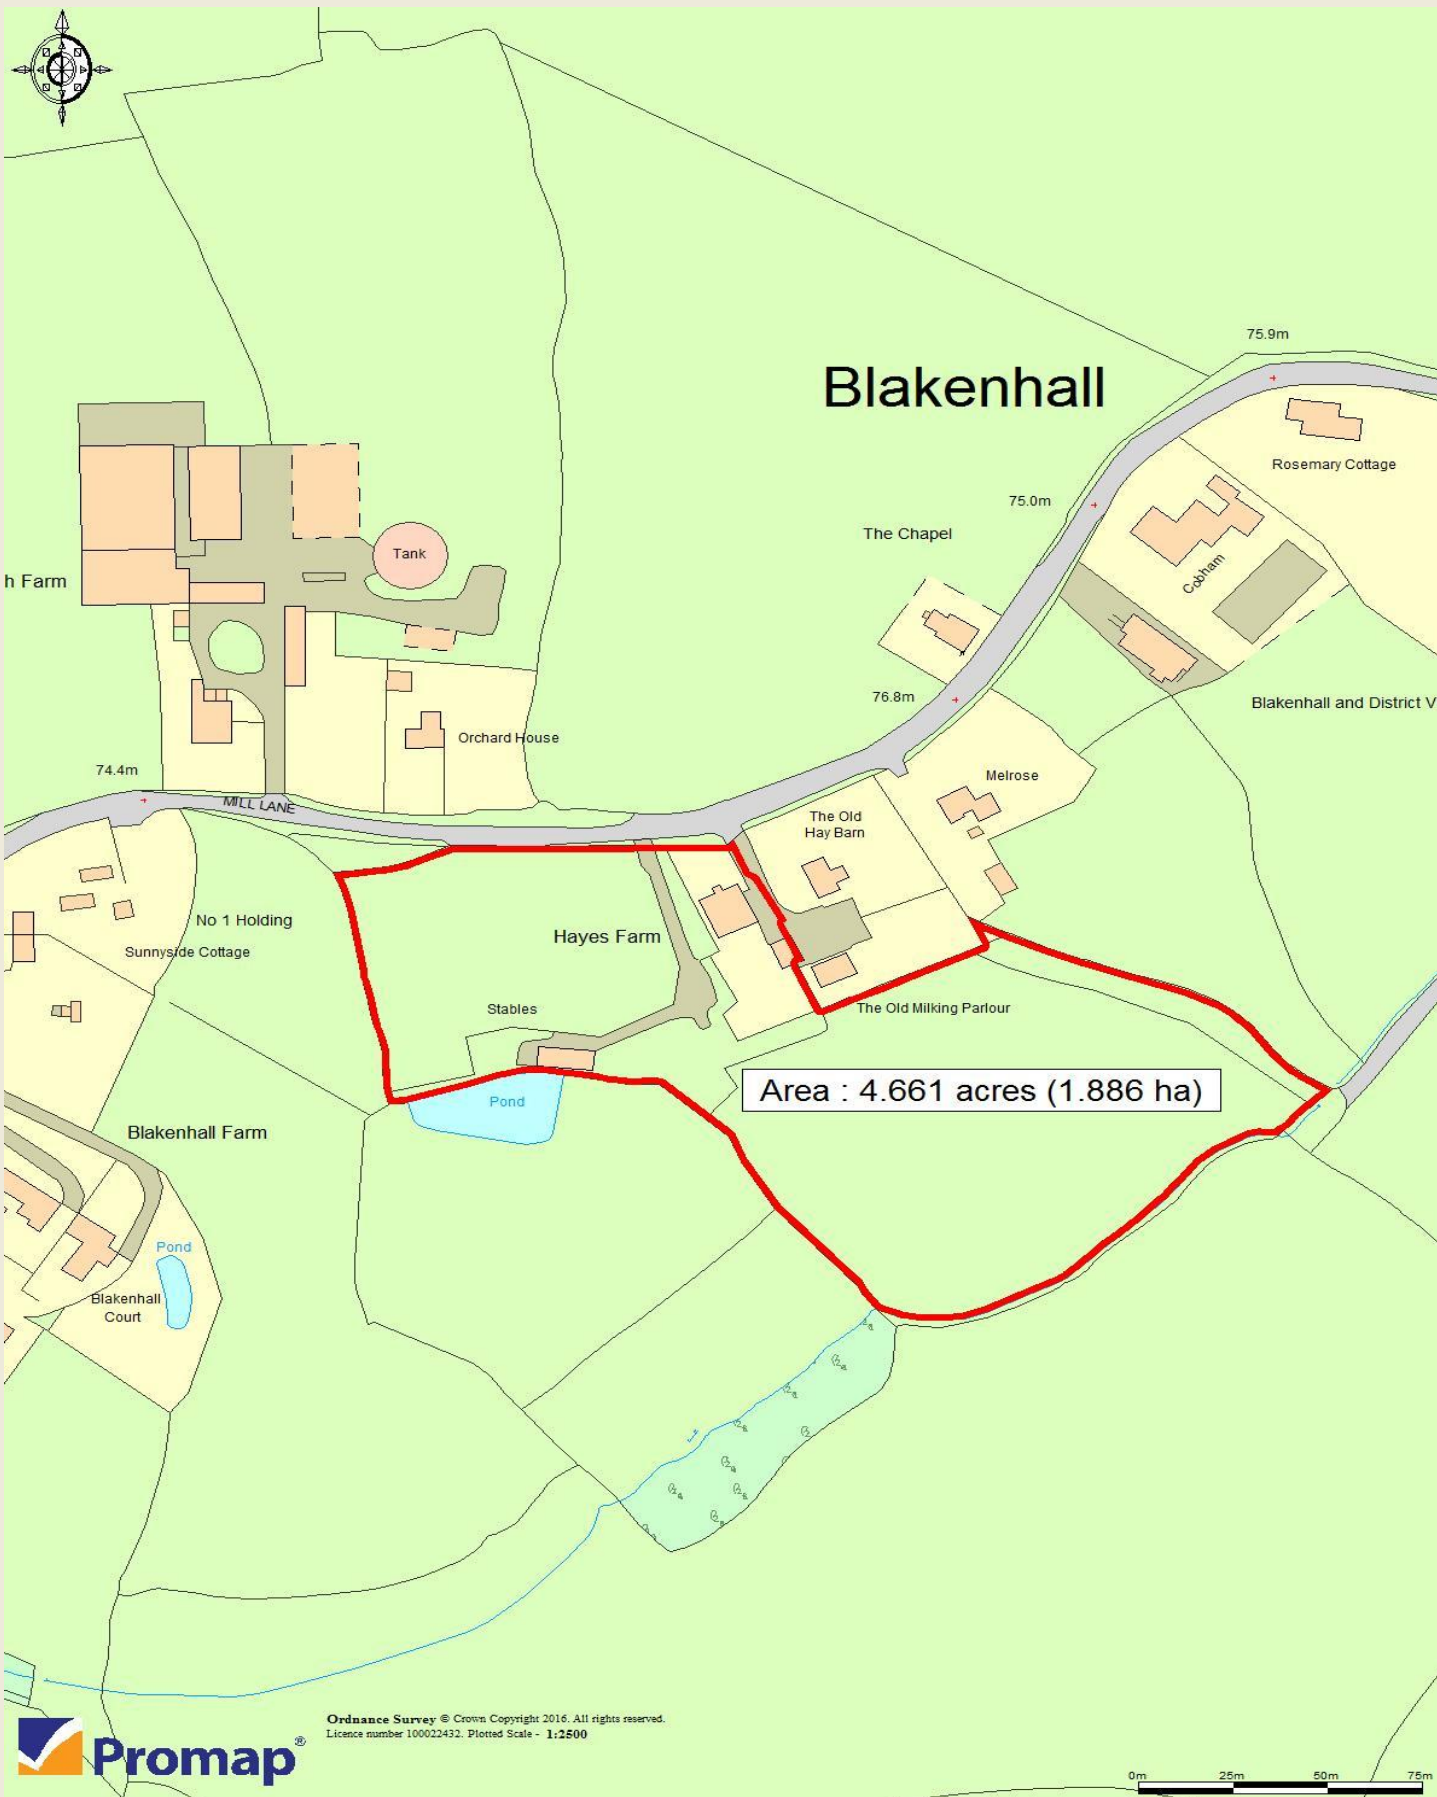 75.9m
Blakenhall
Rosemary Cottage
75.0m
The Chapel
Tank
Cobham
h Farm
76.8m
Blakenhall and District V
Orchard House
74.4m
Melrose
MILL LANE
The Old
Hay Barn
No 1 Holding
Hayes Farm
Sunnyside Cottage
Stables
The Old Milking Parlour
Area : 4.661 acres (1.886 ha)
Pond
Blakenhall Farm
Pond
Blakenhall
Court
Ordnance Survey © Crown Copyright 2016. All rights reserved.
Licence number 100022432. Plotted Scale - 1:2500
Promap®
0m 25m 50m 75m